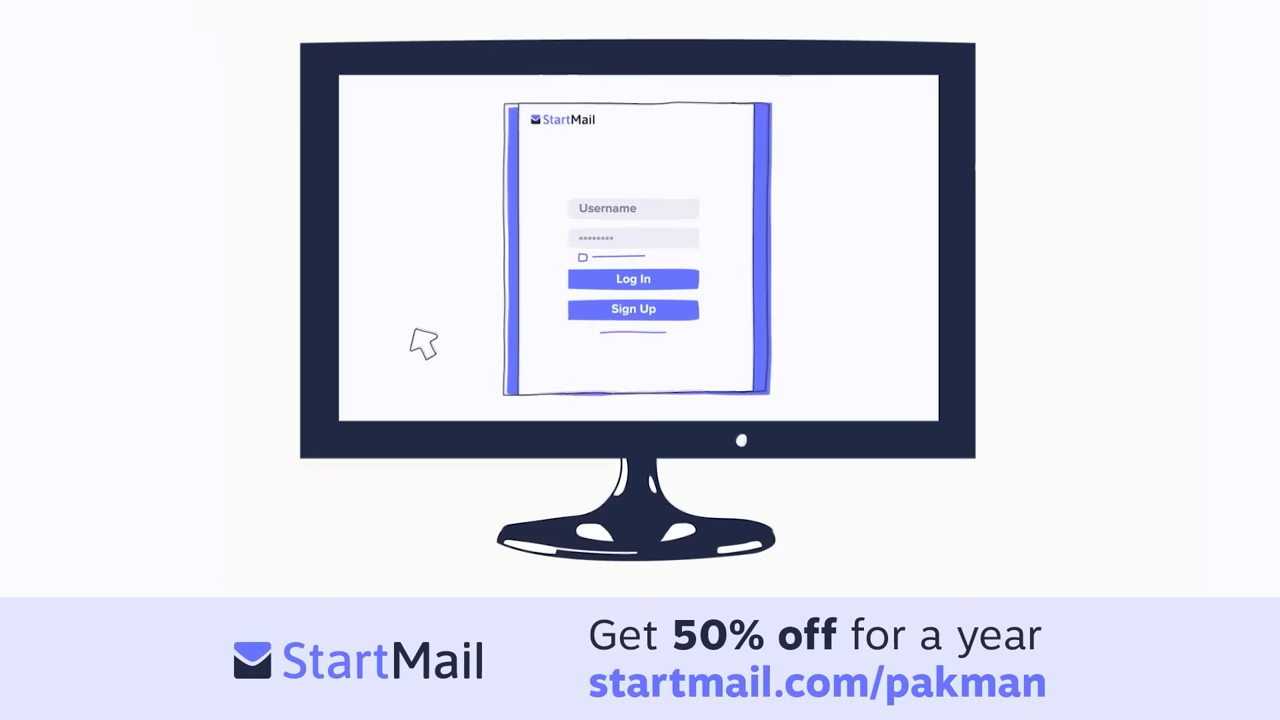 StartMail
Username
********
Log In
Sign Up
StartMail
Get 50% off for a year
startmail.com/pakman